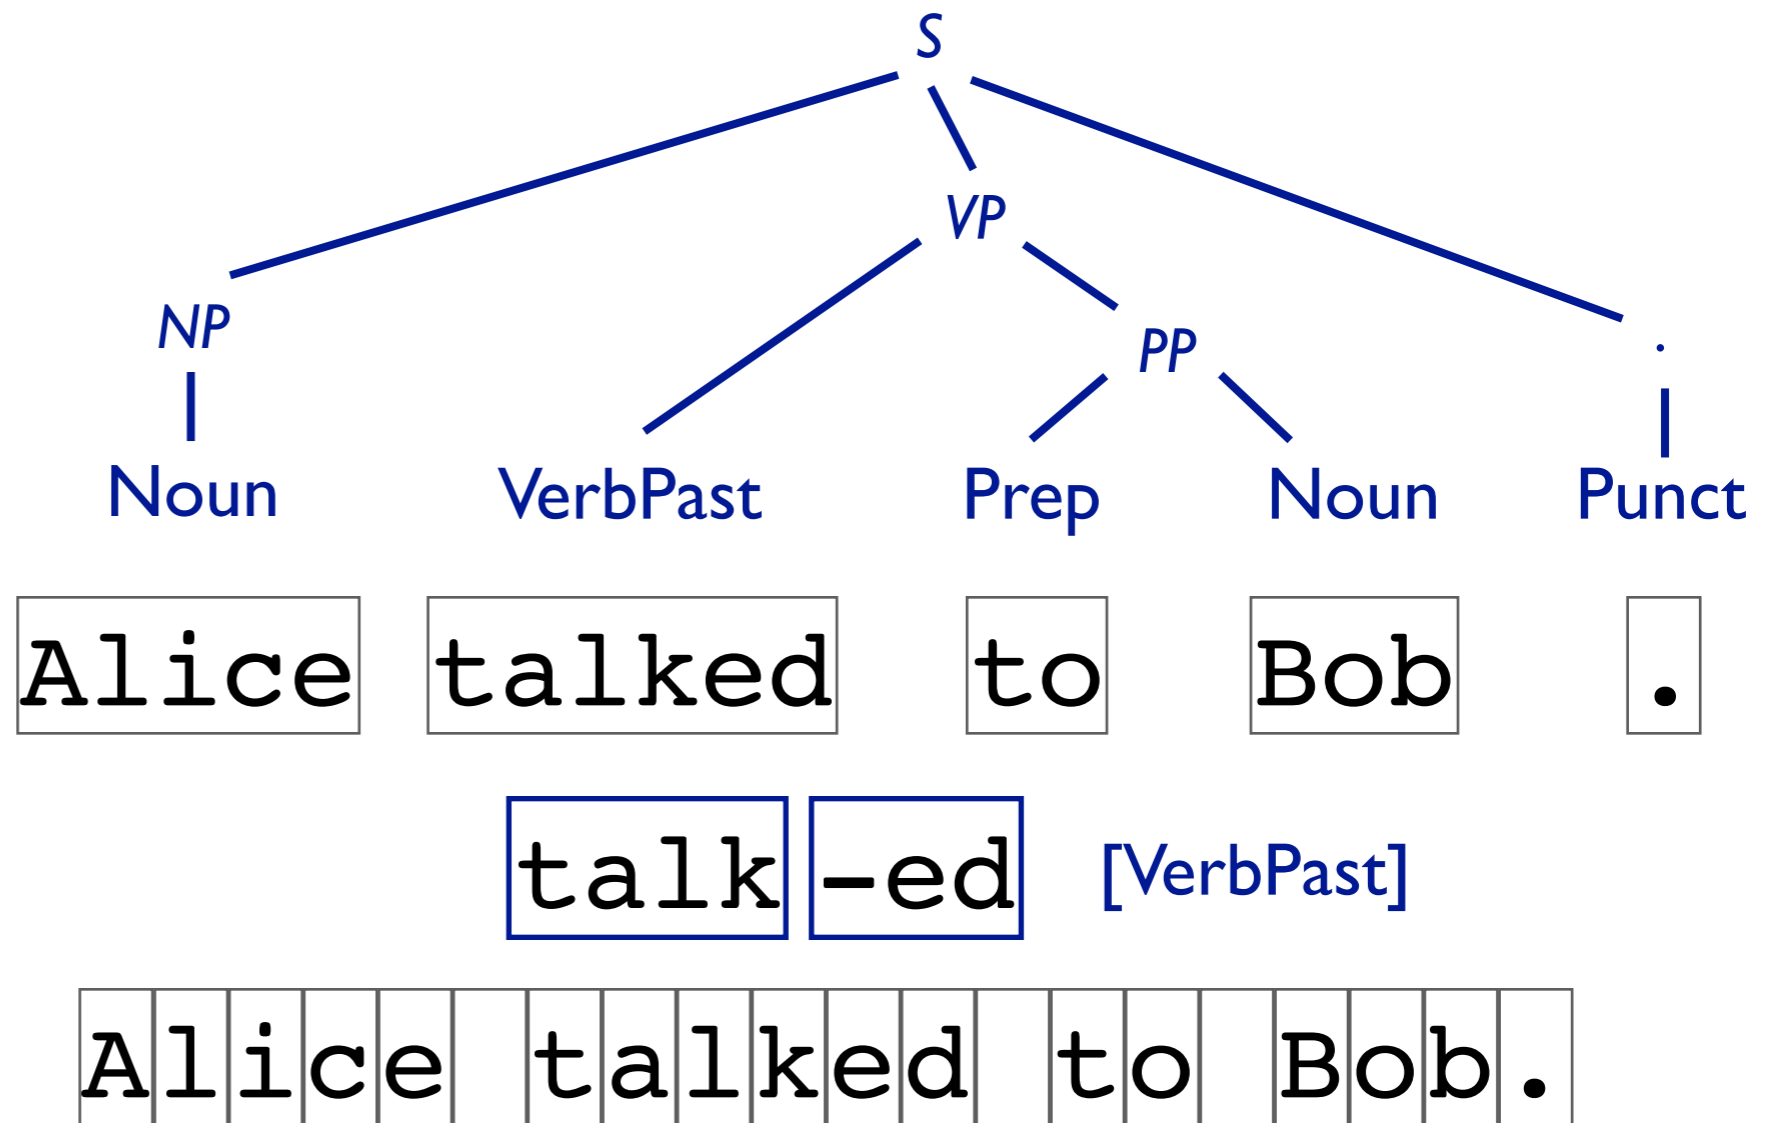 S
VP
NP
PP
.
Noun VerbPast Prep Noun Punct
Alice talked to Bob .
talk -ed [VerbPast]
Alice talked to Bob.